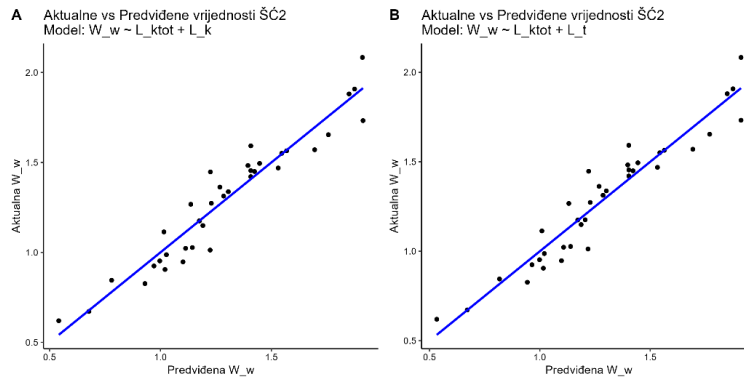 A
Aktualne vs Predviđene vrijednosti ŠĆ2
Model: W_w ~ L_ktot + L_k
2.0
1.5
1.0
0.5
Aktualna W_w
0.5
1.0
1.5
Predviđena W_w
B
Aktualne vs Predviđene vrijednosti ŠĆ2
Model: W_w ~ L_ktot + L_t
2.0
1.5
1.0
0.5
Aktualna W_w
0.5
1.0
1.5
Predviđena W_w